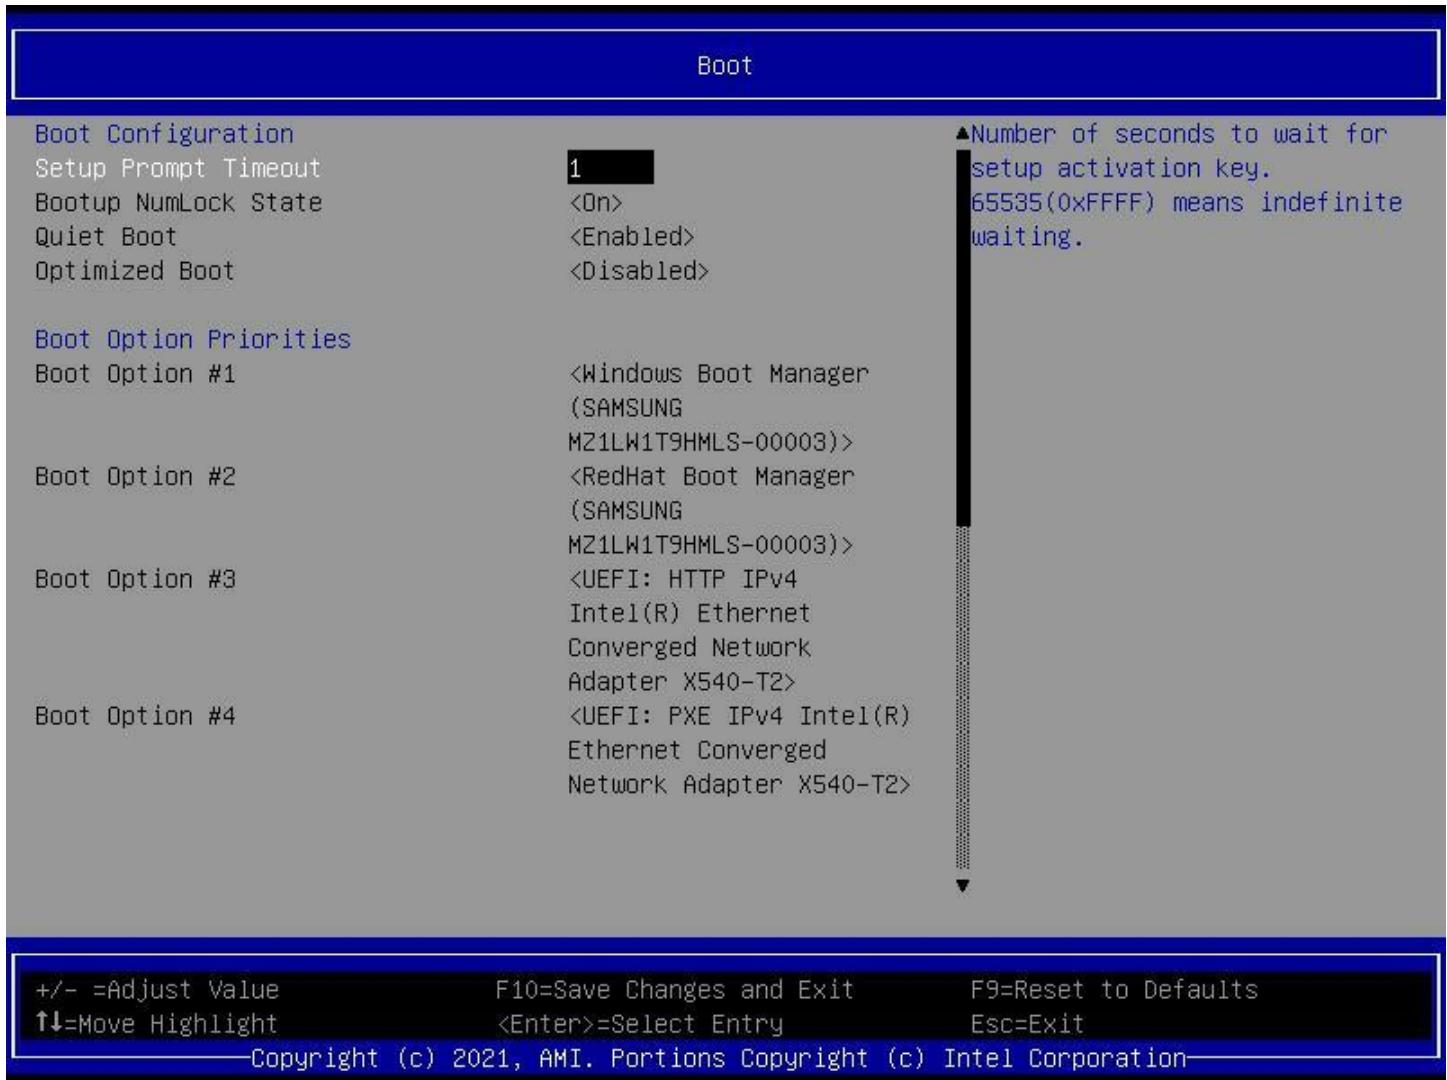 Boot
Boot Configuration
Setup Prompt Timeout 1
Bootup NumLock State <On>
Quiet Boot <Enabled>
Optimized Boot <Disabled>
Boot Option Priorities
Boot Option #1 <Windows Boot Manager
(SAMSUNG
MZ1LW1T9HMLS-00003)>
Boot Option #2 <RedHat Boot Manager
(SAMSUNG
MZ1LW1T9HMLS-00003)>
Boot Option #3 <UEFI: HTTP IPv4
Intel(R) Ethernet
Converged Network
Adapter X540-T2>
Boot Option #4 <UEFI: PXE IPv4 Intel(R)
Ethernet Converged
Network Adapter X540-T2>
▲Number of seconds to wait for
setup activation key.
65535(0xFFFF) means indefinite
waiting.
▼
+/- =Adjust Value F10=Save Changes and Exit F9=Reset to Defaults
↑↓=Move Highlight <Enter>=Select Entry Esc=Exit
Copyright (c) 2021, AMI. Portions Copyright (c) Intel Corporation